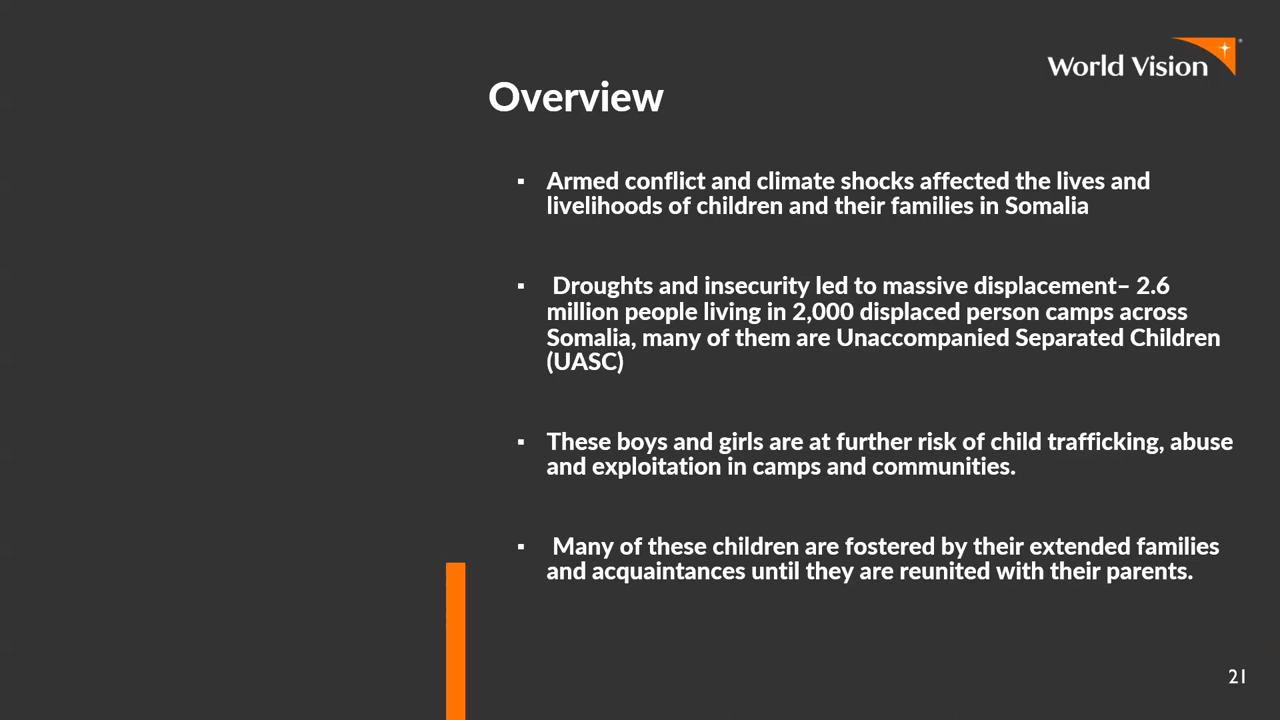 World Vision
Overview
▪ Armed conflict and climate shocks affected the lives and
livelihoods of children and their families in Somalia
▪ Droughts and insecurity led to massive displacement– 2.6
million people living in 2,000 displaced person camps across
Somalia, many of them are Unaccompanied Separated Children
(UASC)
▪ These boys and girls are at further risk of child trafficking, abuse
and exploitation in camps and communities.
▪ Many of these children are fostered by their extended families
and acquaintances until they are reunited with their parents.
21